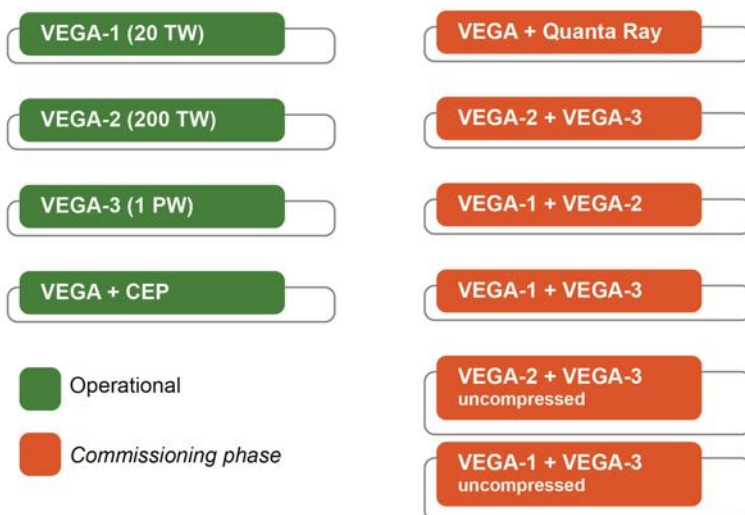 VEGA-1 (20 TW)
VEGA-2 (200 TW)
VEGA-3 (1 PW)
VEGA + CEP
Operational
Commissioning phase
VEGA + Quanta Ray
VEGA-2 + VEGA-3
VEGA-1 + VEGA-2
VEGA-1 + VEGA-3
VEGA-2 + VEGA-3
uncompressed
VEGA-1 + VEGA-3
uncompressed